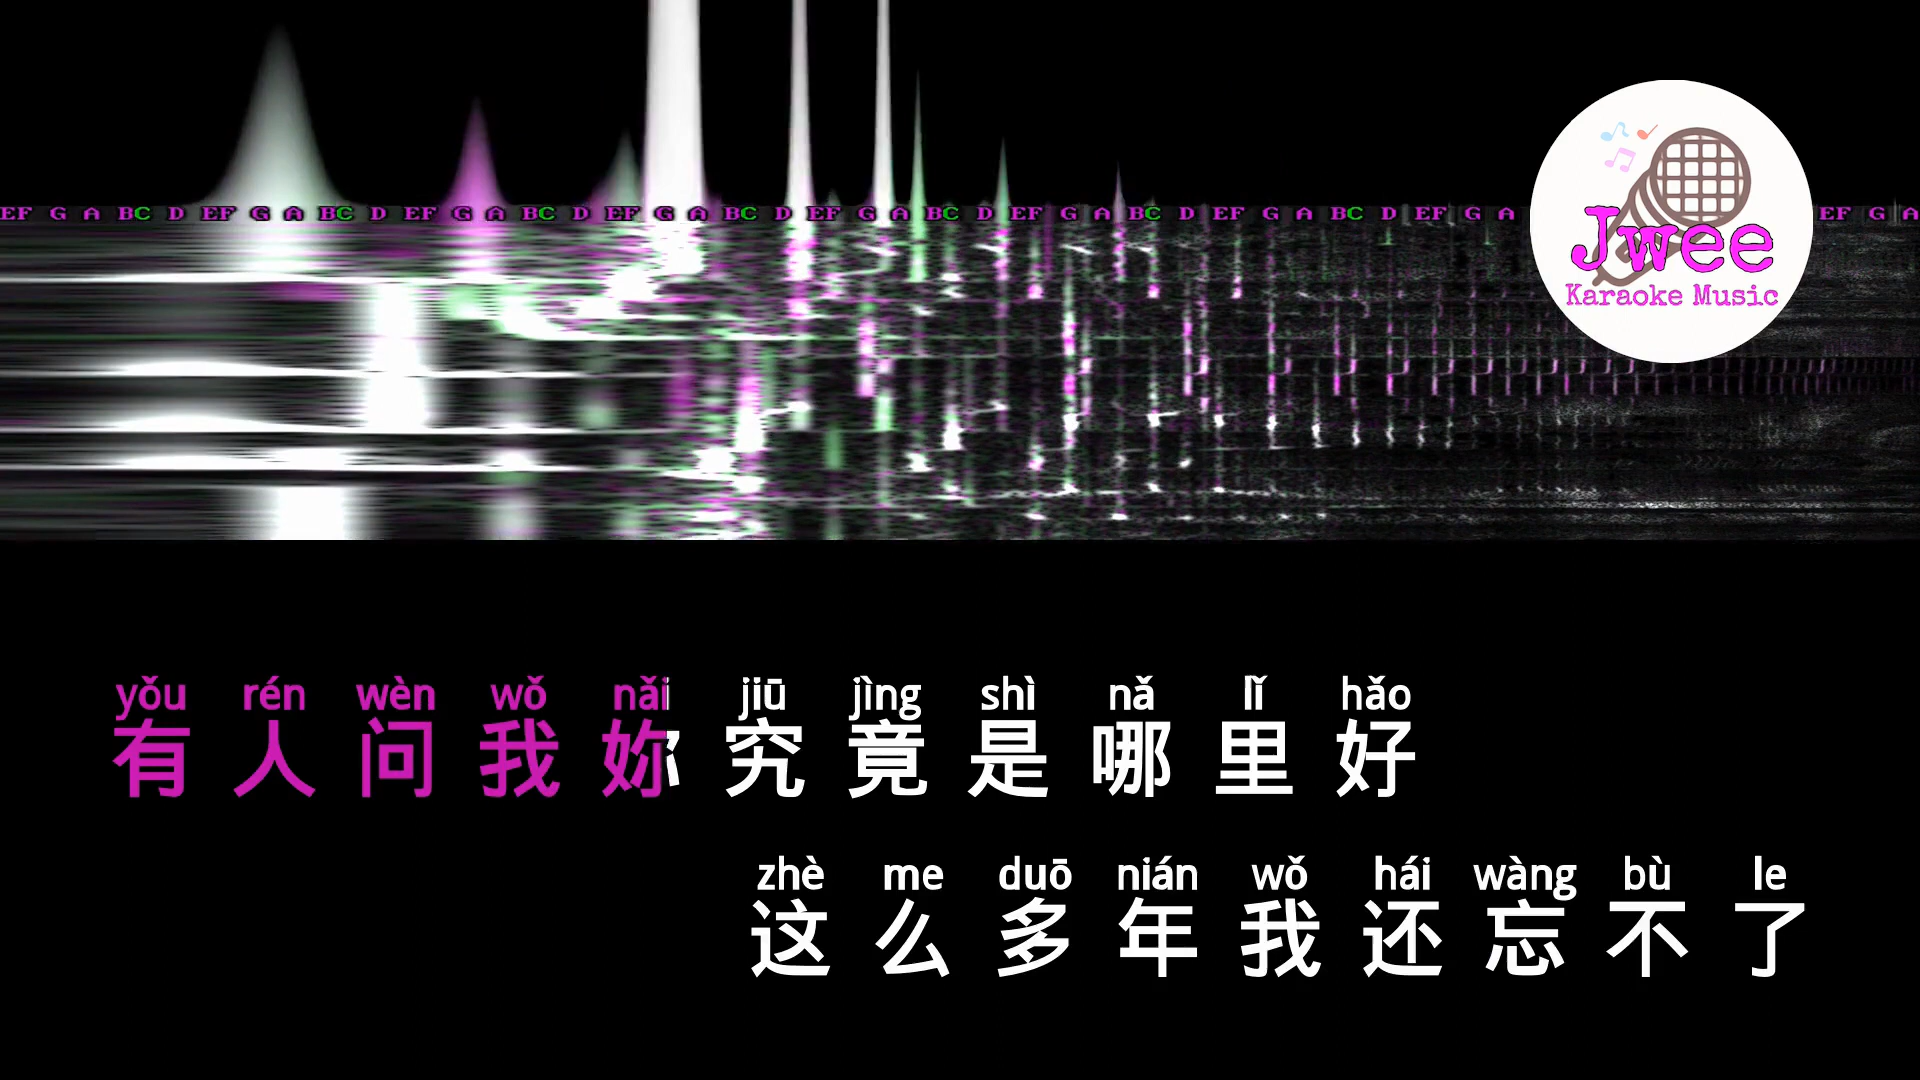 EF G A BC D EF G A BC D EF G A BC D EF G A BC D EF G A BC D EF G A BC D EF G A BC D EF G A EF G A
Jwee
Karaoke Music
yǒu rén wèn wǒ nǎi jiū jìng shì nǎ lǐ hǎo
有人问我妳究竟是哪里好
zhè me duō nián wǒ hái wàng bù le
这么多年我还忘不了